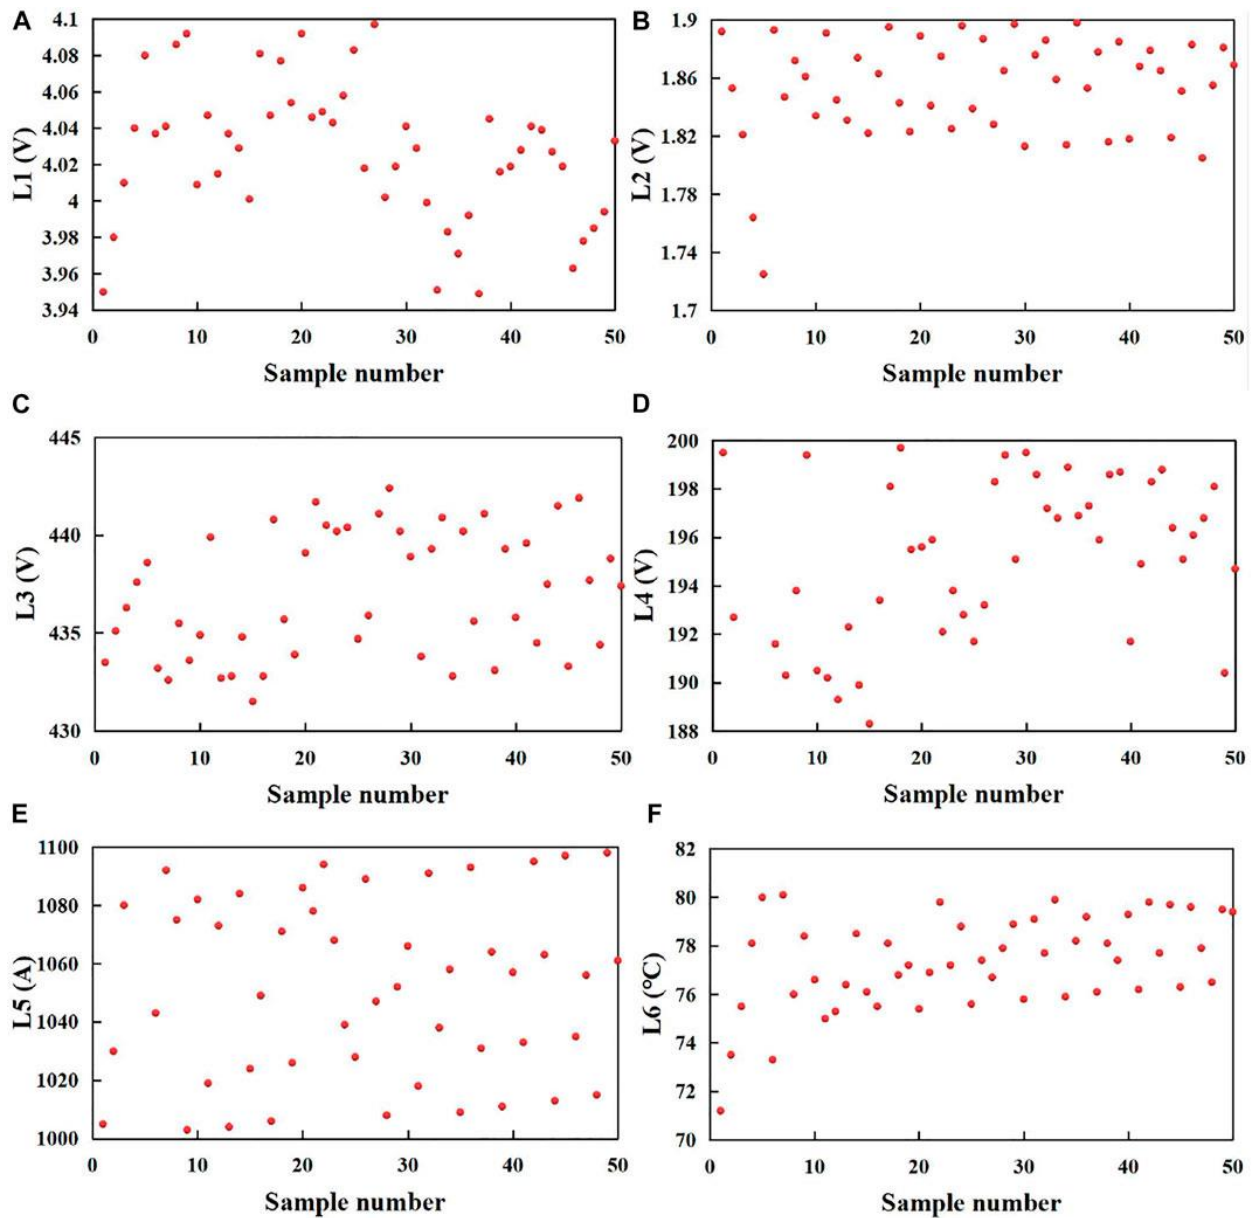 A
4.1
4.08
4.06
4.04
4.02
4
3.98
3.96
3.94
L1 (V)
0 10 20 30 40 50
Sample number
B
1.9
1.86
1.82
1.78
1.74
1.7
L2 (V)
0 10 20 30 40 50
Sample number
C
445
440
435
430
L3 (V)
0 10 20 30 40 50
Sample number
D
200
198
196
194
192
190
188
L4 (V)
0 10 20 30 40 50
Sample number
E
1100
1080
1060
1040
1020
1000
L5 (A)
0 10 20 30 40 50
Sample number
F
82
80
78
76
74
72
70
L6 (℃)
0 10 20 30 40 50
Sample number